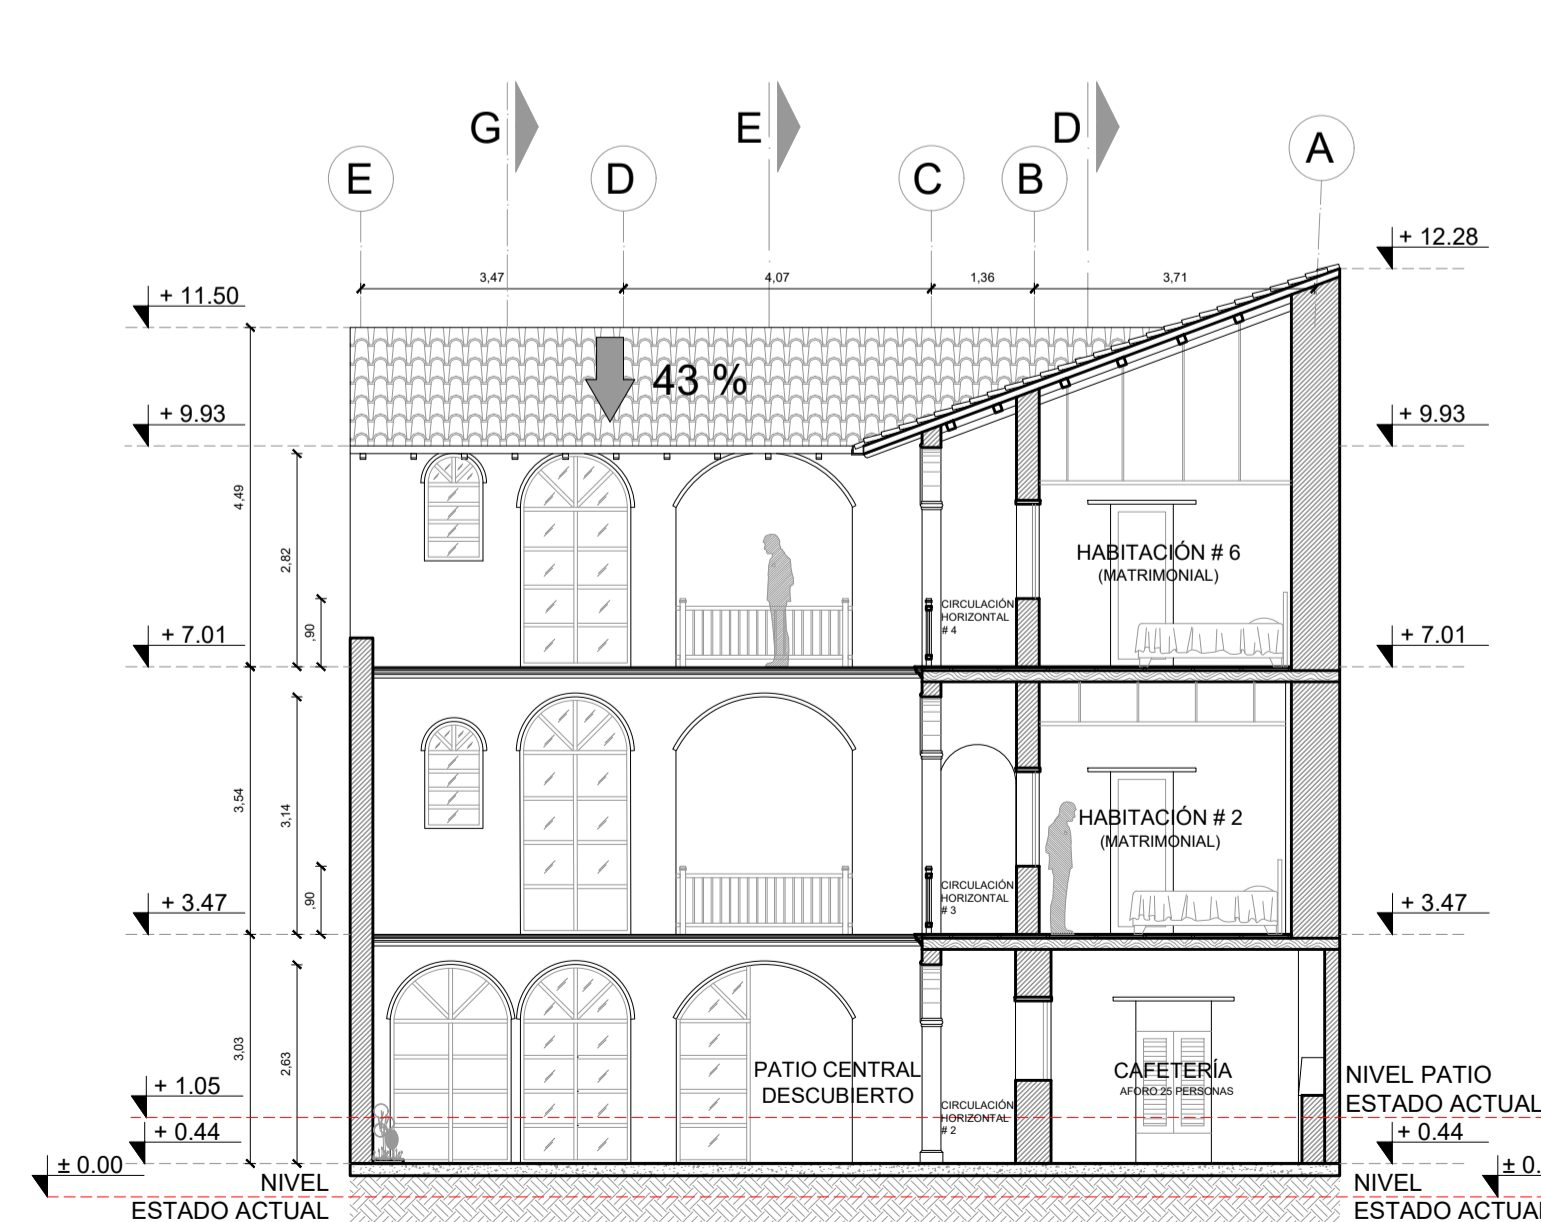 G
E
D
E
D
C
B
A
+ 12.28
3,47
4,07
1,36
3,71
+ 11.50
43 %
+ 9.93
+ 9.93
4,49
2,82
HABITACIÓN # 6
(MATRIMONIAL)
CIRCULACIÓN
HORIZONTAL
# 4
,90
+ 7.01
+ 7.01
3,54
3,14
HABITACIÓN # 2
(MATRIMONIAL)
CIRCULACIÓN
HORIZONTAL
# 3
,90
+ 3.47
+ 3.47
3,03
2,63
PATIO CENTRAL
DESCUBIERTO
CAFETERÍA
AFORO 25 PERSONAS
CIRCULACIÓN
HORIZONTAL
# 2
NIVEL PATIO
ESTADO ACTUAL
+ 1.05
+ 0.44
+ 0.44
± 0.00
± 0.
NIVEL
ESTADO ACTUAL
NIVEL
ESTADO ACTUAL